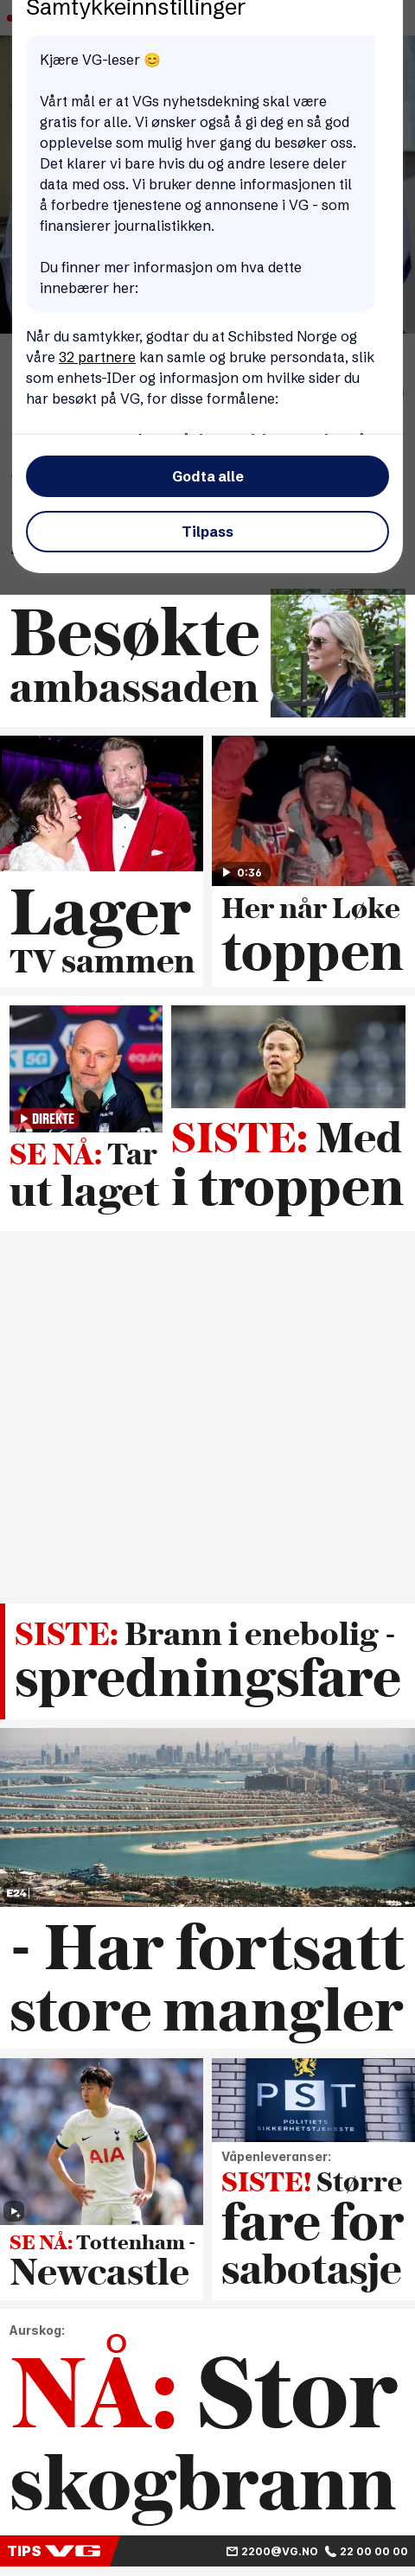 Samtykkeinnstillinger
Kjære VG-leser 😊
Vårt mål er at VGs nyhetsdekning skal være
gratis for alle. Vi ønsker også å gi deg en så god
opplevelse som mulig hver gang du besøker oss.
Det klarer vi bare hvis du og andre lesere deler
data med oss. Vi bruker denne informasjonen til
å forbedre tjenestene og annonsene i VG - som
finansierer journalistikken.
Du finner mer informasjon om hva dette
innebærer her:
Når du samtykker, godtar du at Schibsted Norge og
våre 32 partnere kan samle og bruke persondata, slik
som enhets-IDer og informasjon om hvilke sider du
har besøkt på VG, for disse formålene:
Godta alle
Tilpass
Besøkte
ambassaden
Lager
TV sammen
0:36
Her når Løke
toppen
5G
equin
DIREKTE
SE NÅ: Tar
ut laget
SISTE: Med
i troppen
SISTE: Brann i enebolig -
spredningsfare
E24
- Har fortsatt
store mangler
AIA
SE NÅ: Tottenham -
Newcastle
PST
POLITIETS
SIKKERHETSTJENESTE
Våpenleveranser:
SISTE! Større
fare for
sabotasje
Aurskog:
NÅ: Stor
skogbrann
TIPS VG
2200@VG.NO 22 00 00 00